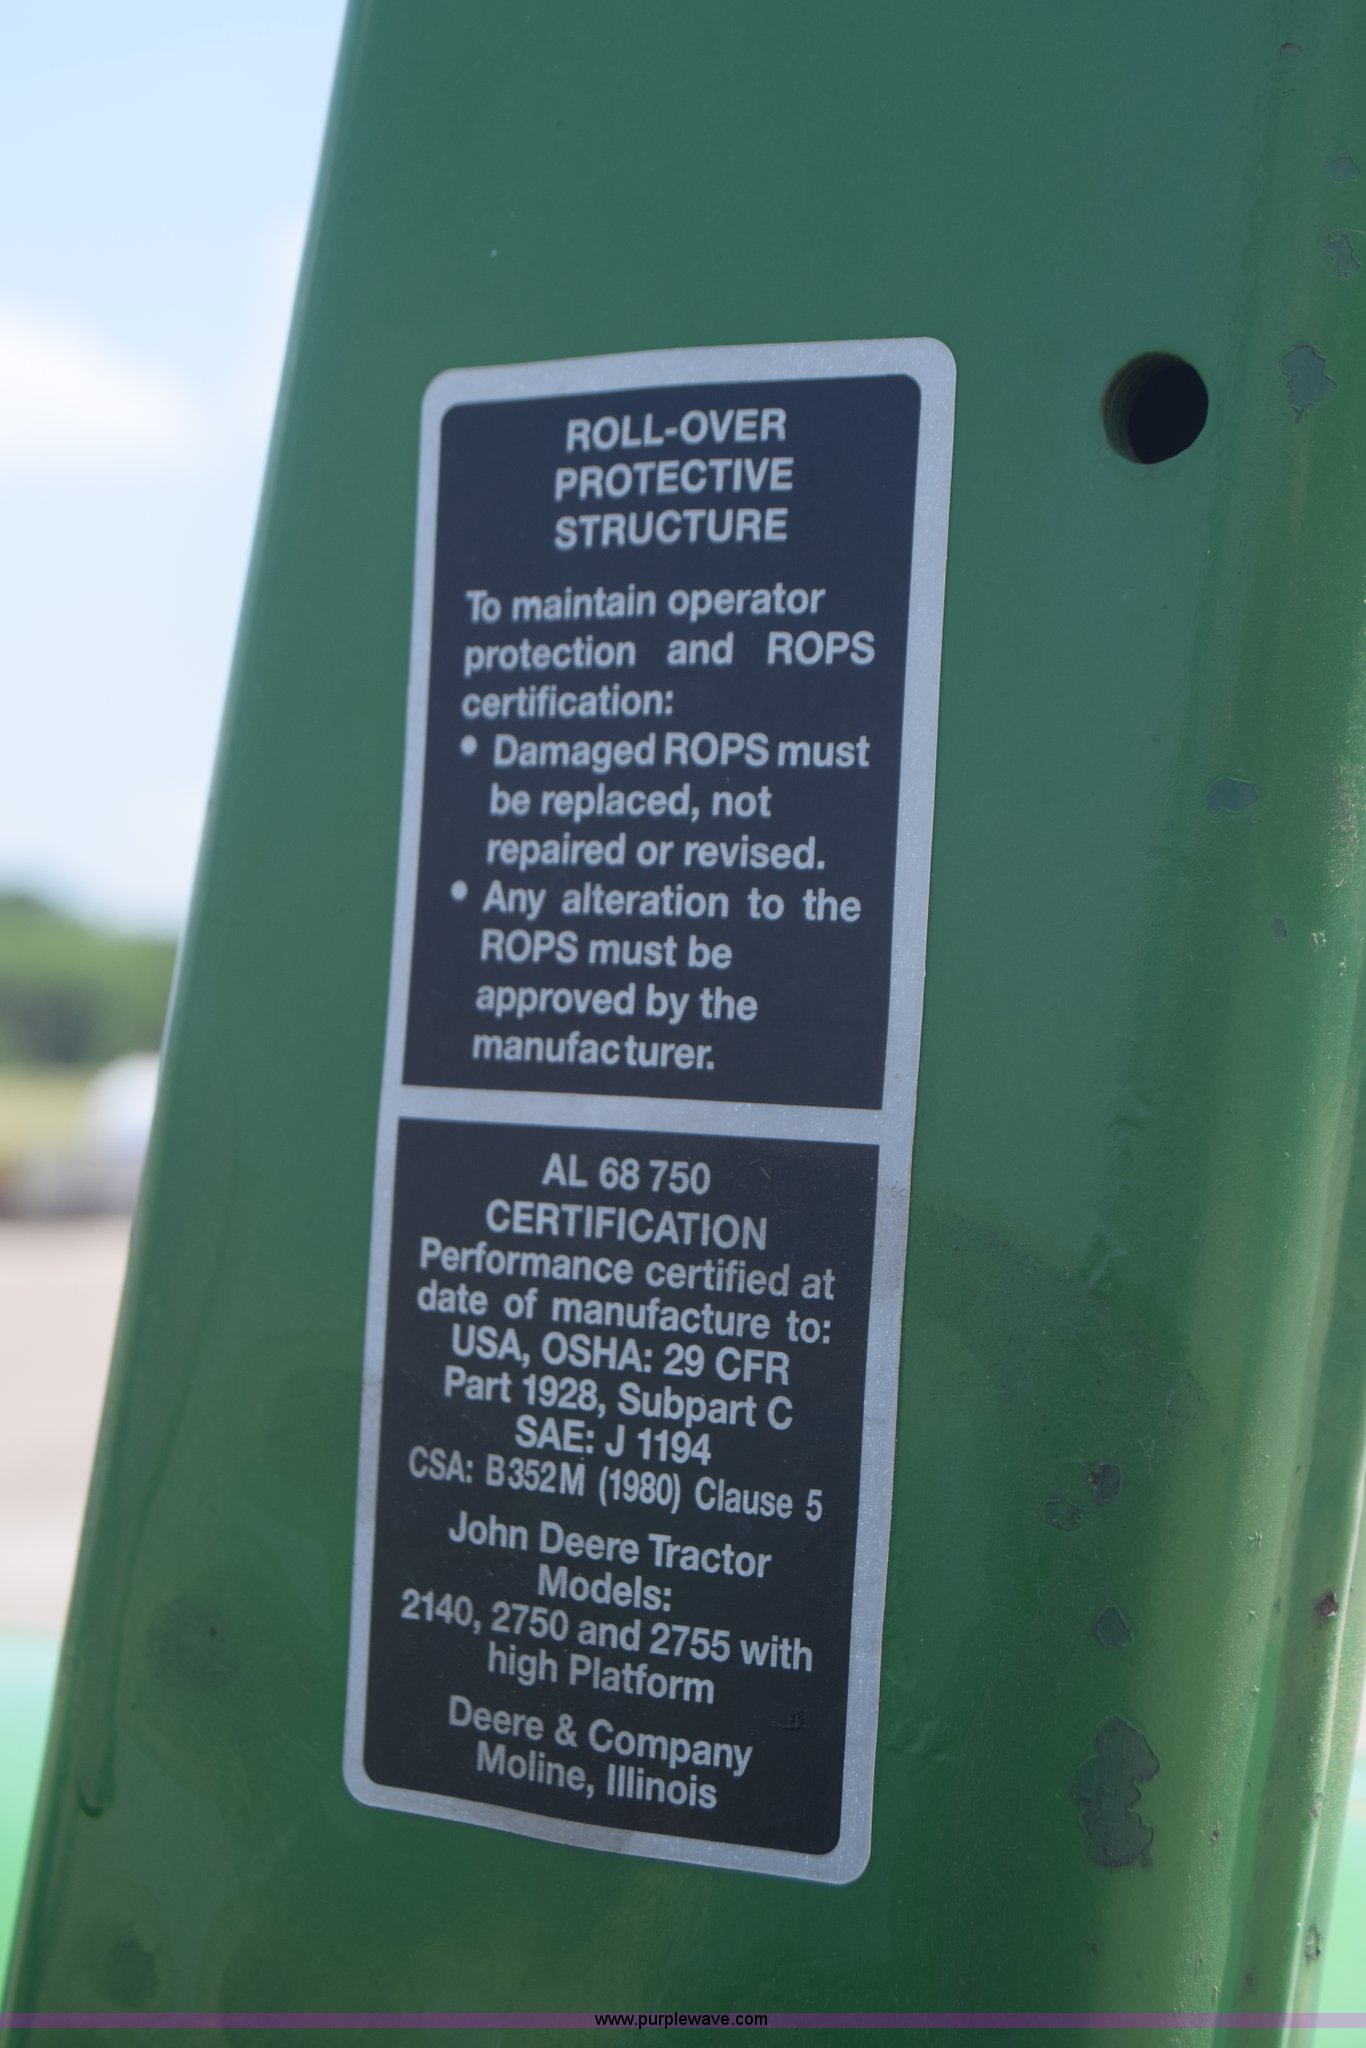 ROLL-OVER
PROTECTIVE
STRUCTURE
To maintain operator
protection and ROPS
certification:
• Damaged ROPS must
be replaced, not
repaired or revised.
• Any alteration to the
ROPS must be
approved by the
manufacturer.
AL 68 750
CERTIFICATION
Performance certified at
date of manufacture to:
USA, OSHA: 29 CFR
Part 1928, Subpart C
SAE: J 1194
CSA: B352M (1980) Clause 5
John Deere Tractor
Models:
2140, 2750 and 2755 with
high Platform
Deere & Company
Moline, Illinois
www.purplewave.com